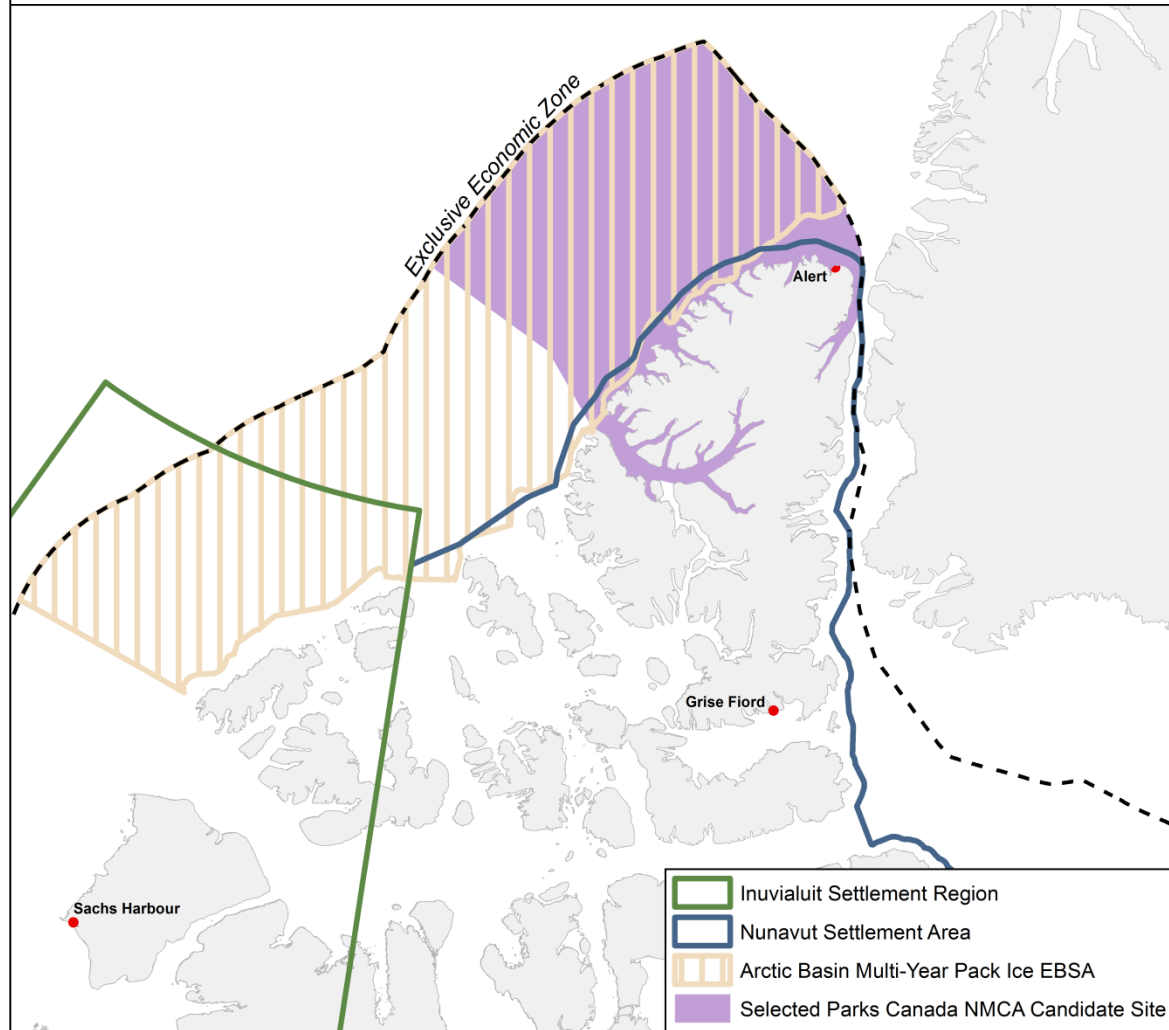 Exclusive Economic Zone
Alert
Grise Fiord
Sachs Harbour
Inuvialuit Settlement Region
Nunavut Settlement Area
Arctic Basin Multi-Year Pack Ice EBSA
Selected Parks Canada NMCA Candidate Site